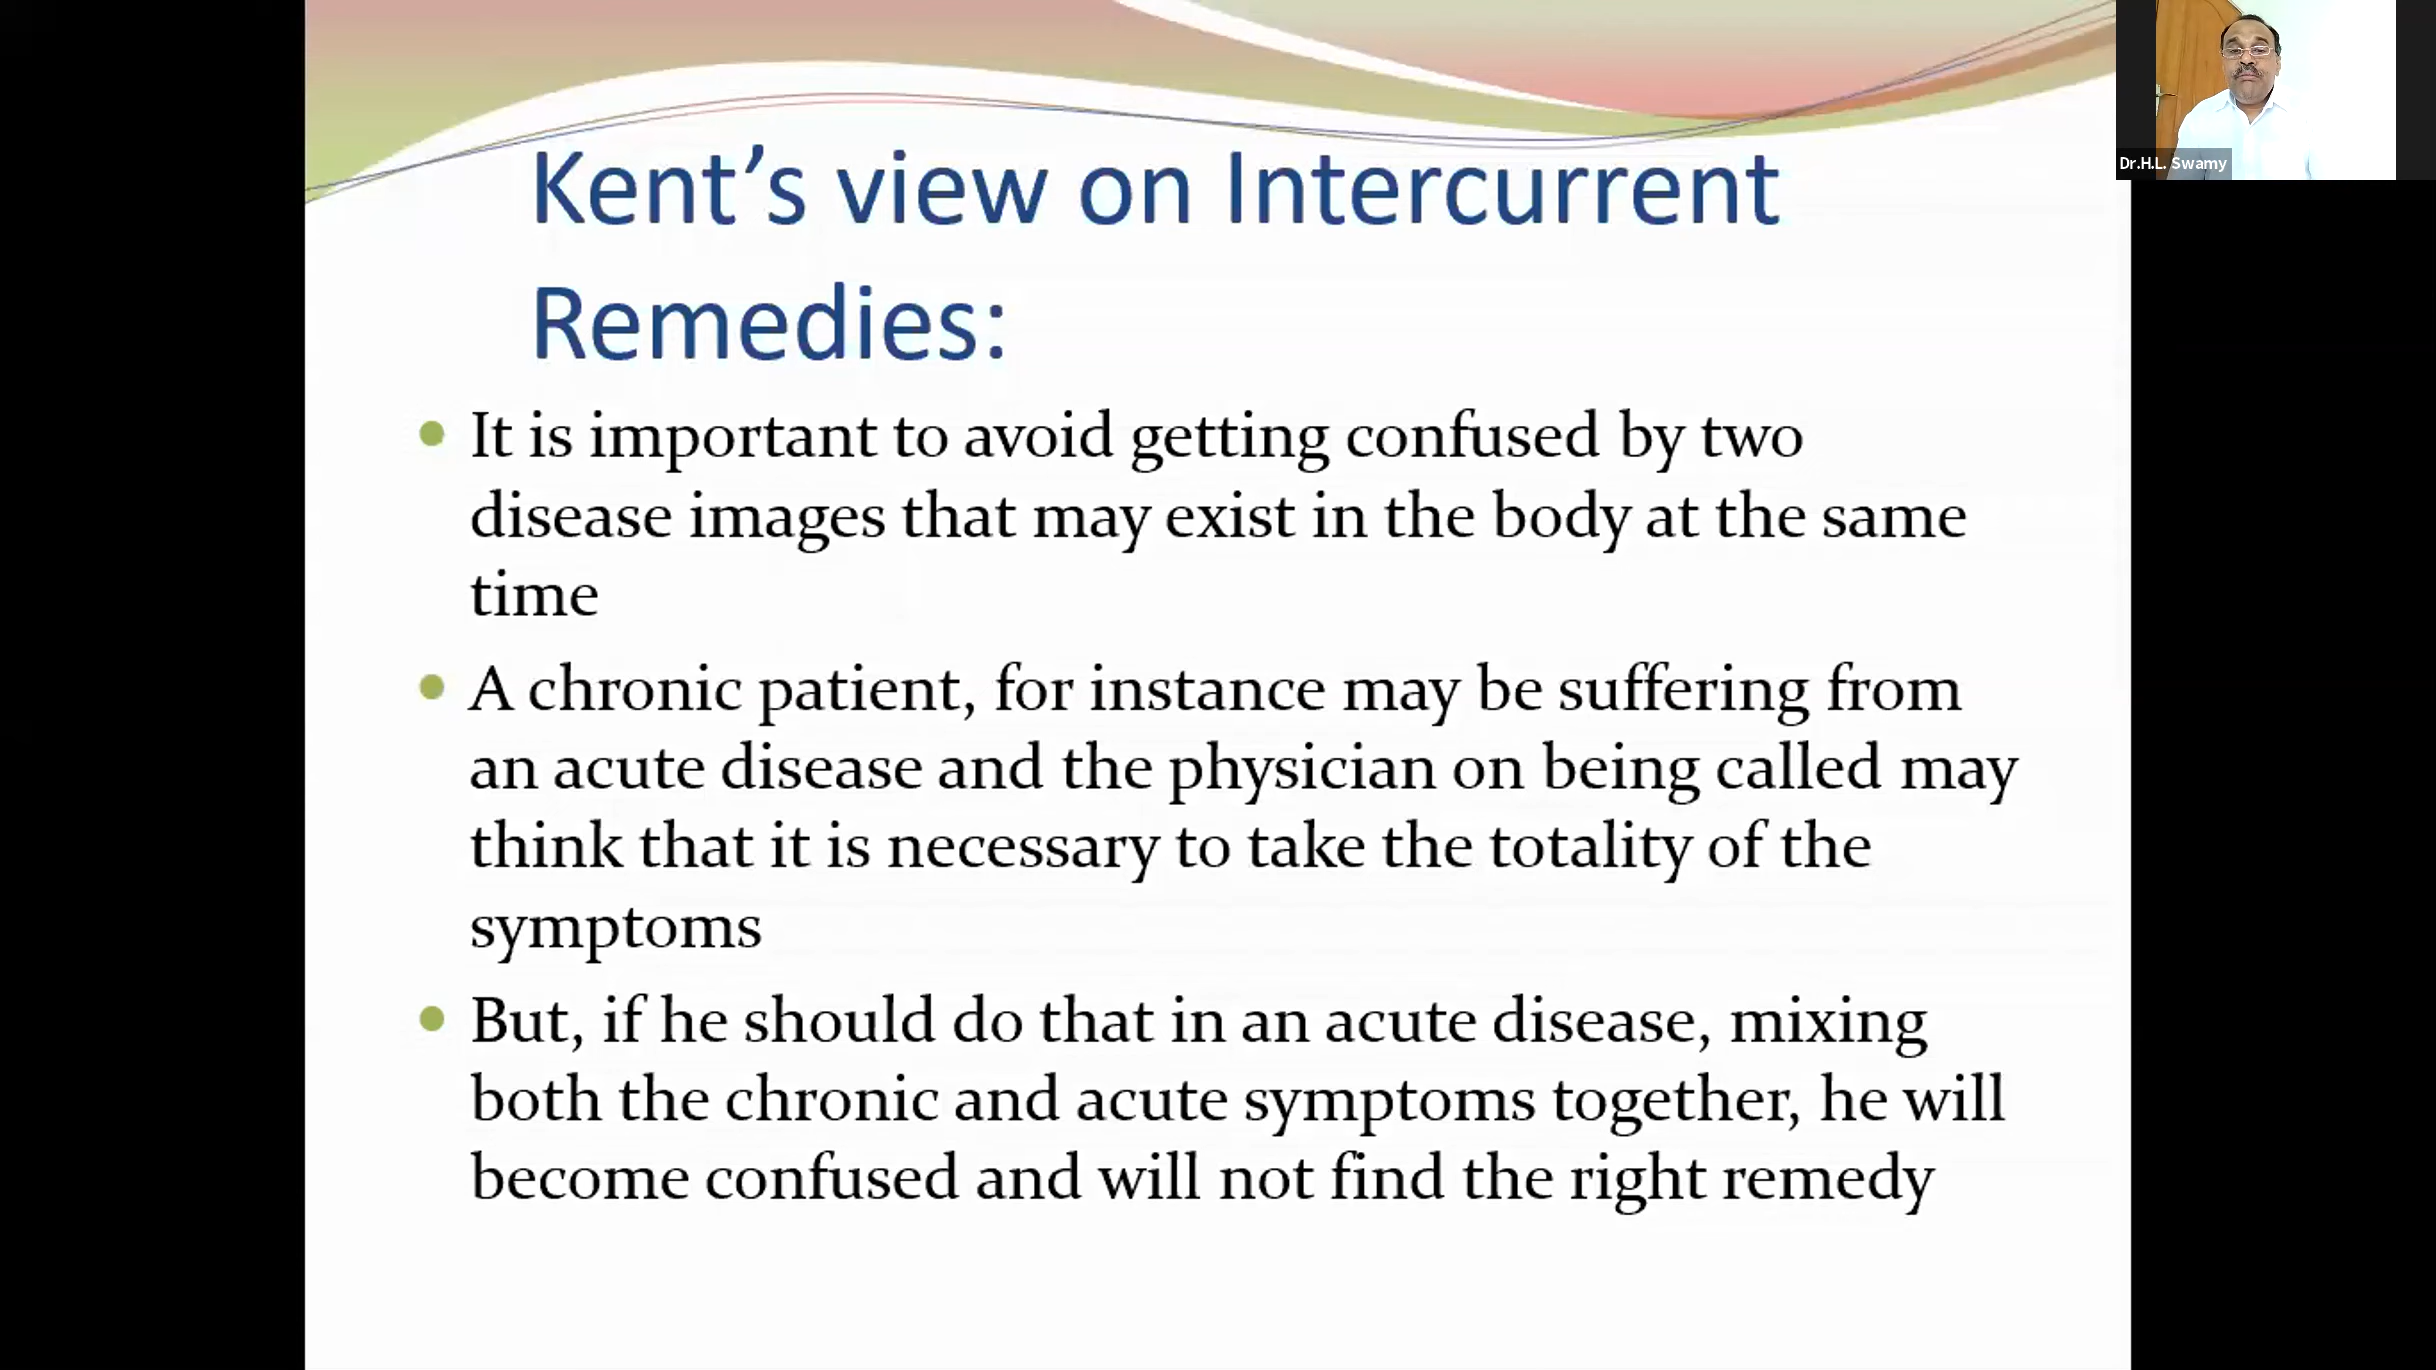 Kent's view on Intercurrent
Remedies:
It is important to avoid getting confused by two
disease images that may exist in the body at the same
time
A chronic patient, for instance may be suffering from
an acute disease and the physician on being called may
think that it is necessary to take the totality of the
symptoms
But, if he should do that in an acute disease, mixing
both the chronic and acute symptoms together, he will
become confused and will not find the right remedy
Dr.H.L. Swamy